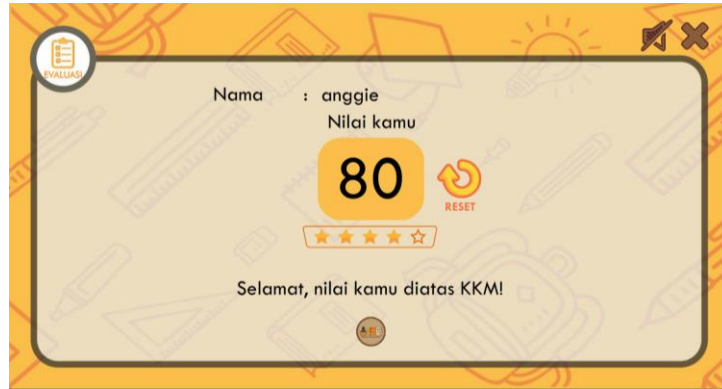 EVALUASI
Nama : anggie
Nilai kamu
80
RESET
Selamat, nilai kamu diatas KKM!